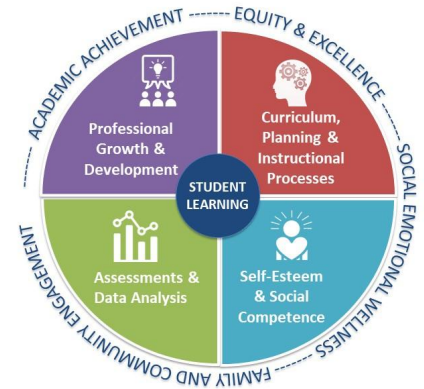 ACADEMIC ACHIEVEMENT
EQUITY & EXCELLENCE
SOCIAL EMOTIONAL WELLNESS
FAMILY AND COMMUNITY ENGAGEMENT
Professional
Growth &
Development
Curriculum,
Planning &
Instructional
Processes
STUDENT
LEARNING
Assessments &
Data Analysis
Self-Esteem
& Social
Competence